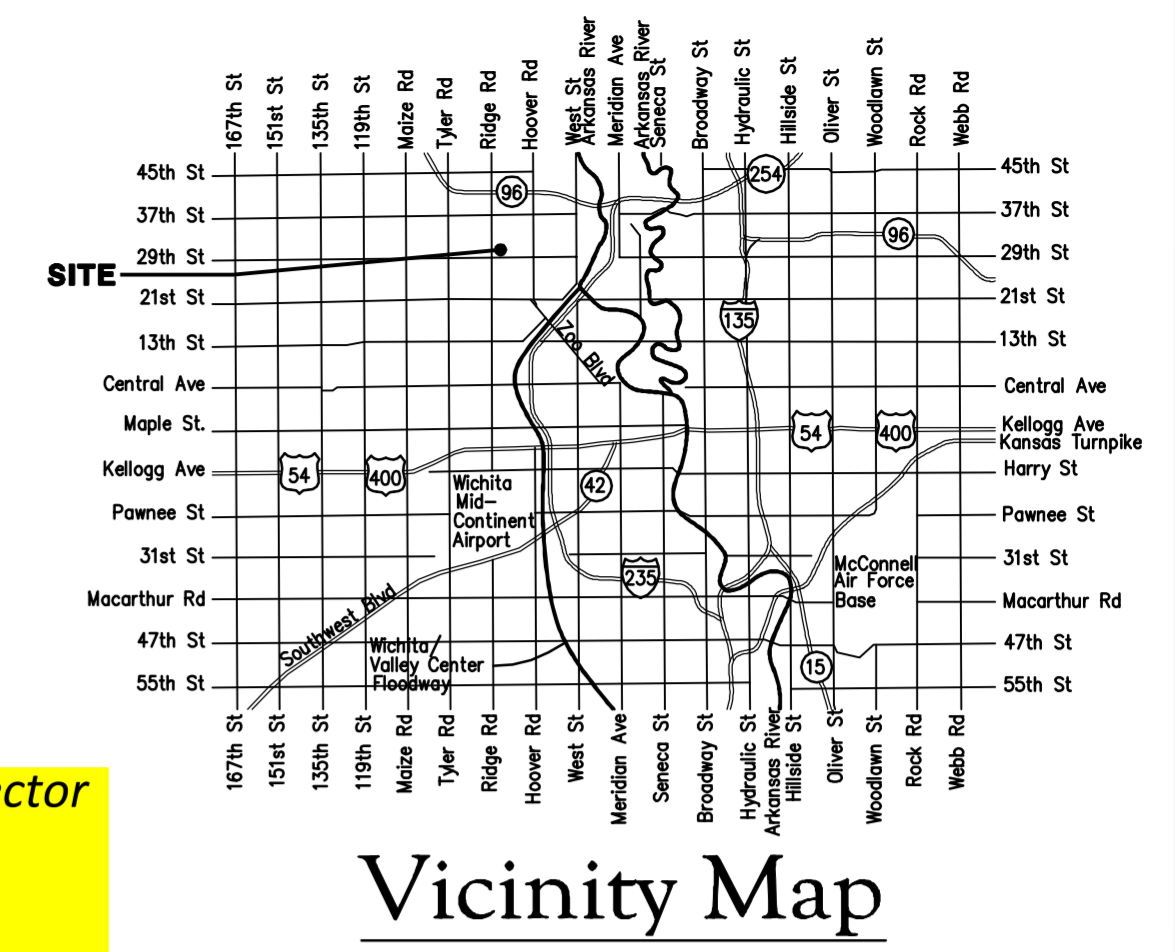 167th St
151st St
135th St
119th St
Maize Rd
Tyler Rd
Ridge Rd
Hoover Rd
West St
Arkansas River
Meridian Ave
Arkansas River
Seneca St
Broadway St
Hydraulic St
Hillside St
Oliver St
Woodlawn St
Rock Rd
Webb Rd
45th St
254
45th St
96
37th St
37th St
96
29th St
29th St
SITE
21st St
21st St
135
13th St
Zoo Blvd
13th St
Central Ave
Central Ave
Maple St.
54
400
Kellogg Ave
Kansas Turnpike
Kellogg Ave
54
400
Harry St
Wichita
Mid-
Continent
Airport
42
Pawnee St
Pawnee St
31st St
31st St
McConnell
Air Force
Base
235
Macarthur Rd
Macarthur Rd
Southwest Blvd
47th St
47th St
Wichita/
Valley Center
Floodway
15
55th St
55th St
167th St
151st St
135th St
119th St
Maize Rd
Tyler Rd
Ridge Rd
Hoover Rd
West St
Meridian Ave
Seneca St
Broadway St
Hydraulic St
Arkansas River
Hillside St
Oliver St
Woodlawn St
Rock Rd
Webb Rd
ector
Vicinity Map